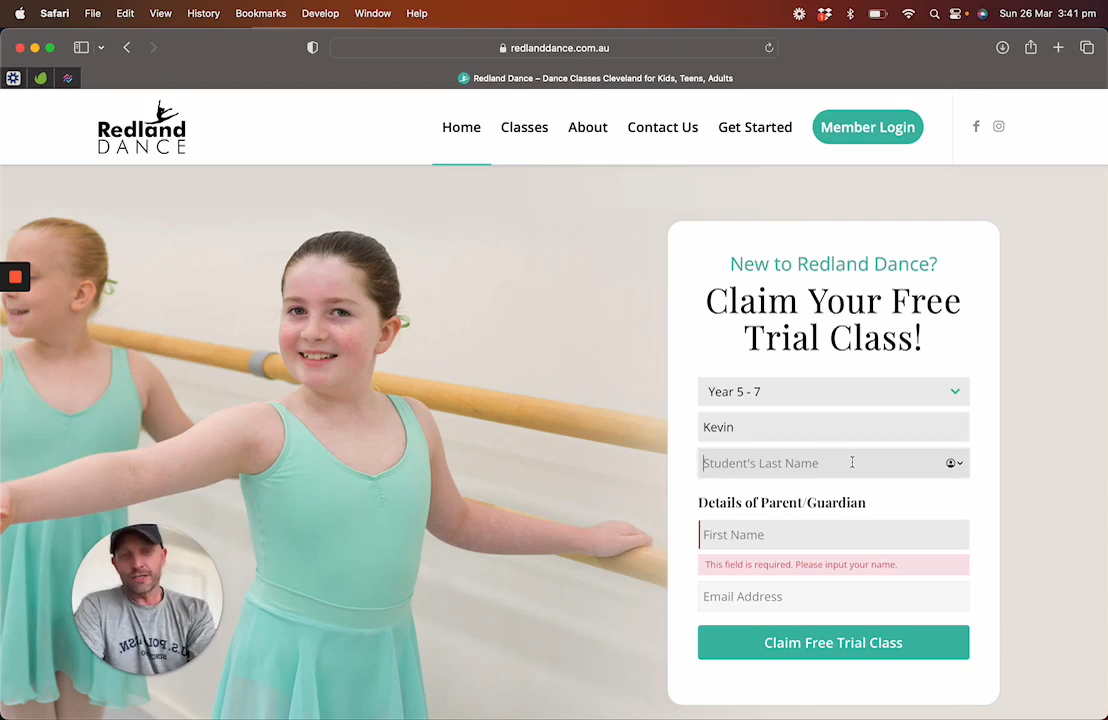 Safari File Edit View History Bookmarks Develop Window Help Sun 26 Mar 3:41 pm
redlanddance.com.au
Redland Dance – Dance Classes Cleveland for Kids, Teens, Adults
Redland
DANCE
Home Classes About Contact Us Get Started Member Login
New to Redland Dance?
Claim Your Free
Trial Class!
Year 5 - 7
Kevin
Student's Last Name
Details of Parent/Guardian
First Name
This field is required. Please input your name.
Email Address
Claim Free Trial Class